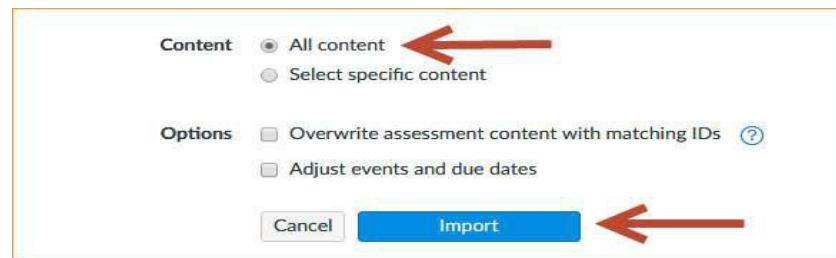 Content All content
Select specific content
Options Overwrite assessment content with matching IDs ?
Adjust events and due dates
Cancel Import